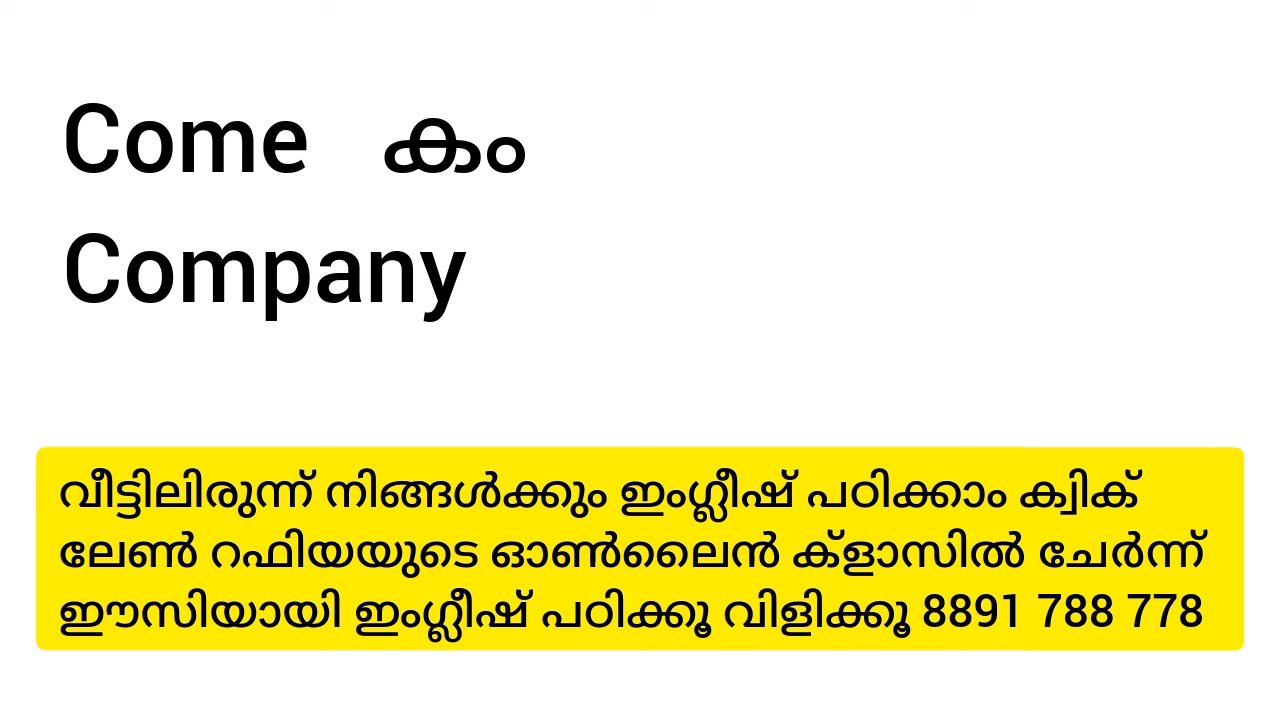 Come കം
Company
വീട്ടിലിരുന്ന് നിങ്ങൾക്കും ഇംഗ്ലീഷ് പഠിക്കാം ക്വിക്
ലേൺ റഫിയയുടെ ഓൺലൈൻ ക്ളാസിൽ ചേർന്ന്
ഈസിയായി ഇംഗ്ലീഷ് പഠിക്കൂ വിളിക്കൂ 8891 788 778